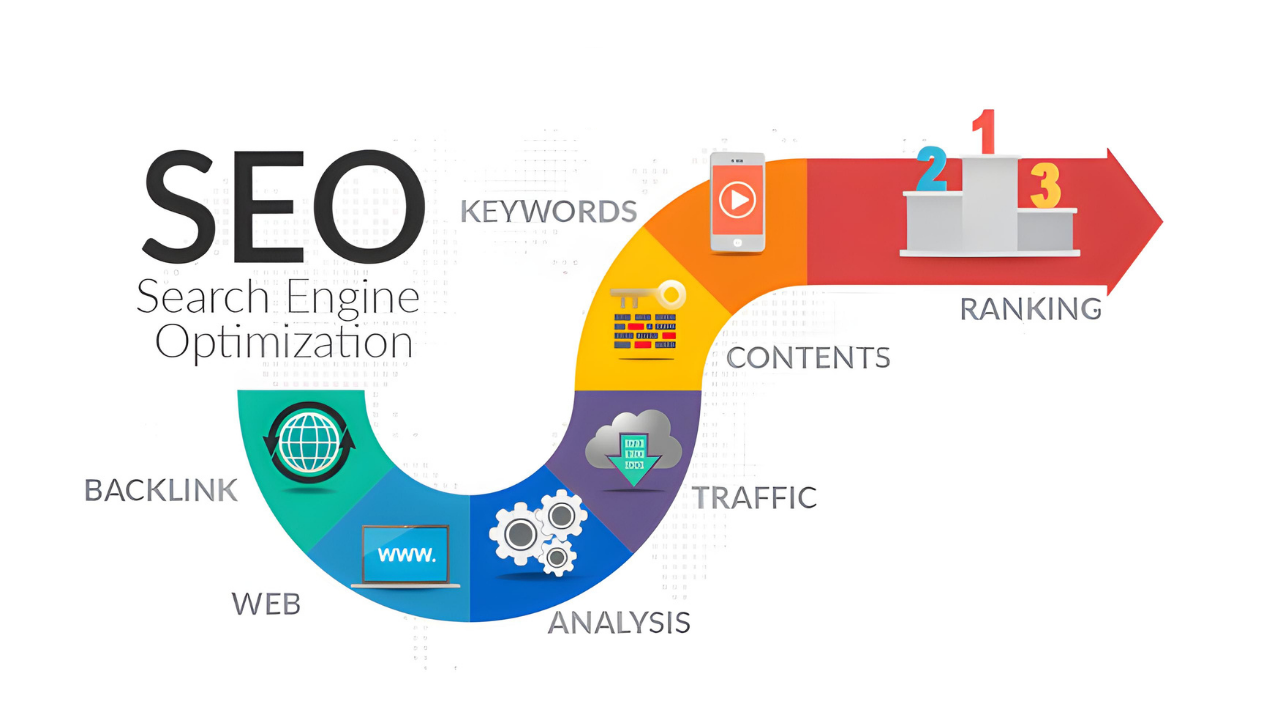 SEO
Search Engine
Optimization
KEYWORDS
1
2
3
RANKING
CONTENTS
BACKLINK
TRAFFIC
WEB
www.
ANALYSIS